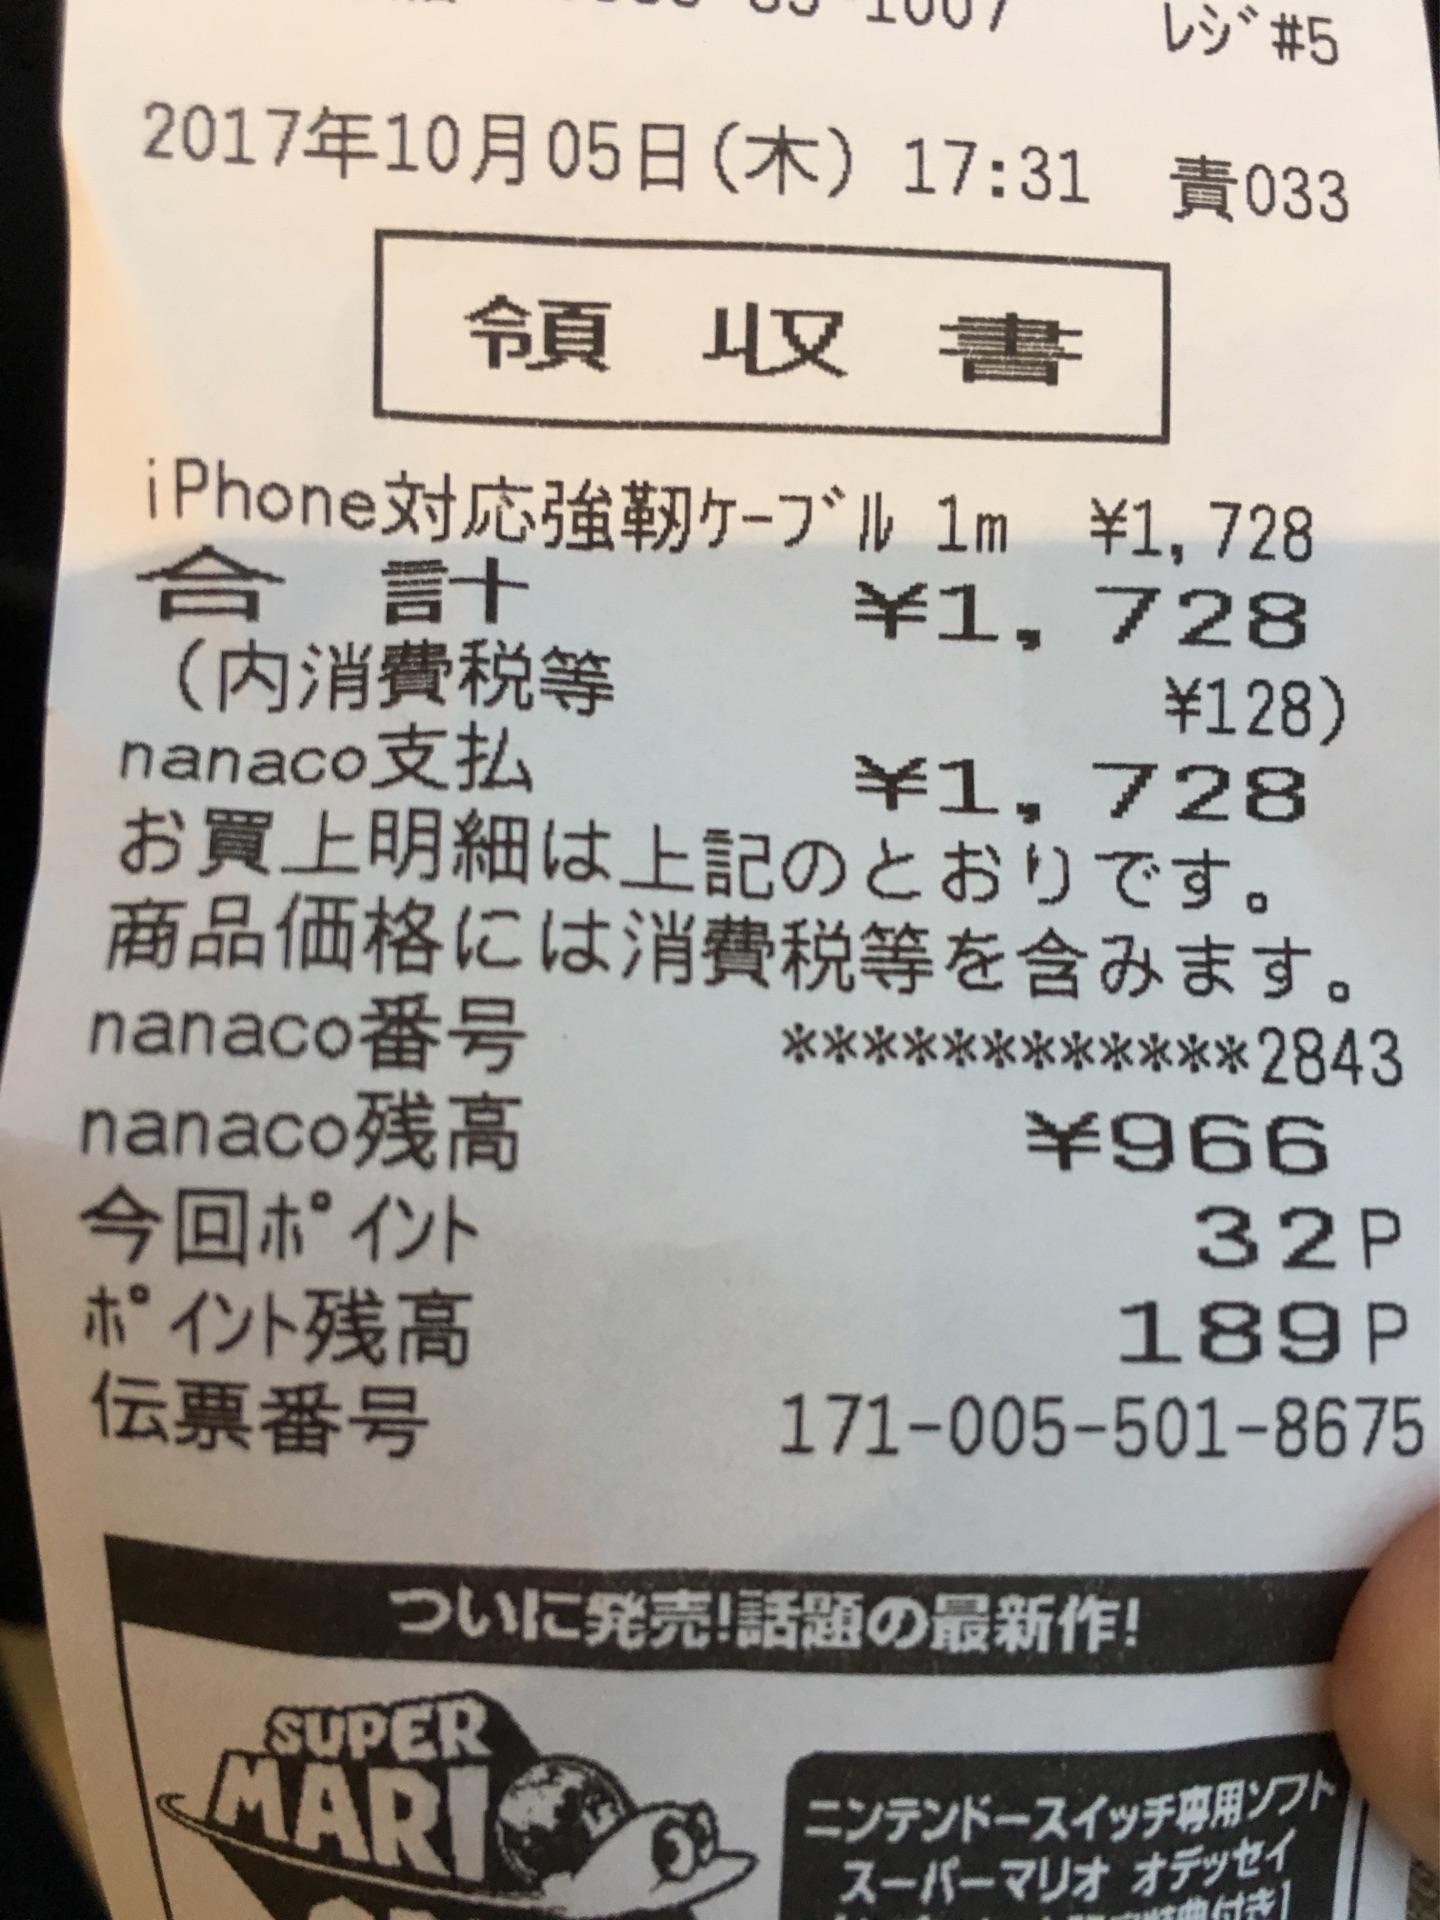 1007 ﾚｼﾞ#5
2017年10月05日(木) 17:31 責033
領収書
iPhone対応強靭ｹｰﾌﾞﾙ 1m ¥1,728
合計 ¥1,728
(内消費税等 ¥128)
nanaco支払 ¥1,728
お買上明細は上記のとおりです。
商品価格には消費税等を含みます。
nanaco番号 ************2843
nanaco残高 ¥966
今回ﾎﾟｲﾝﾄ 32P
ﾎﾟｲﾝﾄ残高 189P
伝票番号 171-005-501-8675
ついに発売!話題の最新作!
SUPER
MARIO
ニンテンドースイッチ専用ソフト
スーパーマリオ オデッセイ